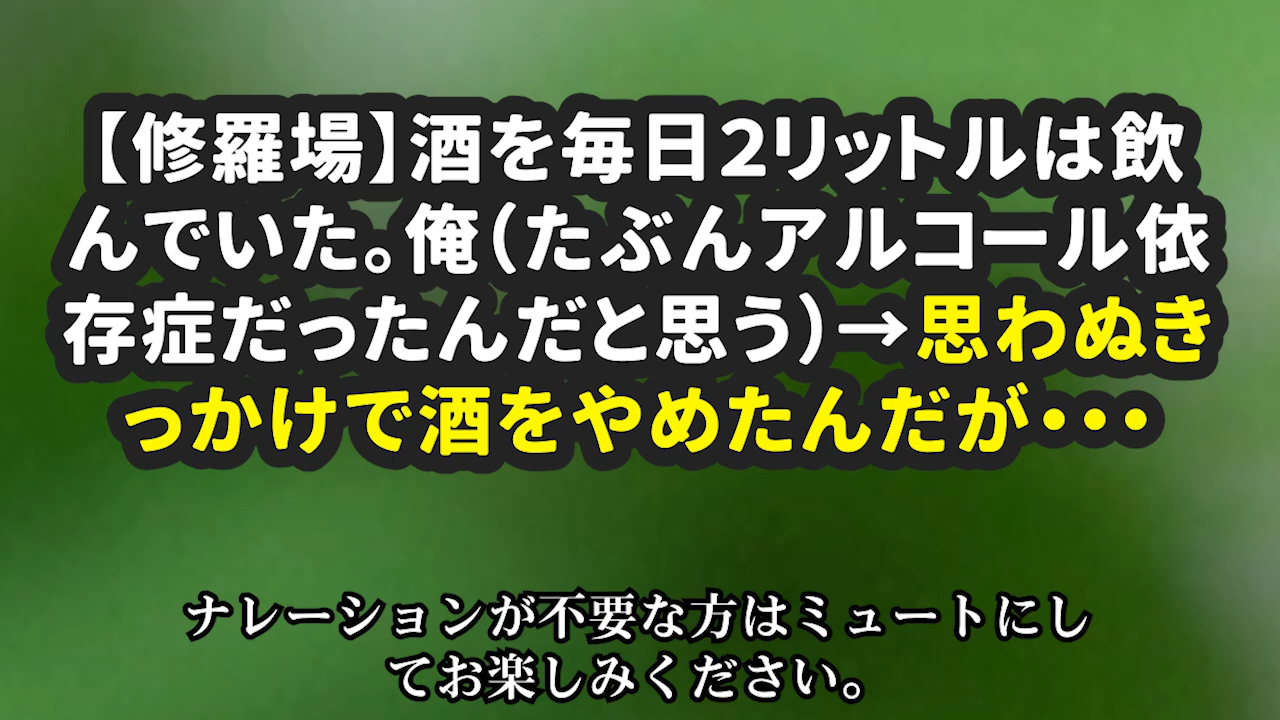 【修羅場】酒を毎日2リットルは飲
んでいた。俺(たぶんアルコール依
存症だったんだと思う)→思わぬき
っかけで酒をやめたんだが・・・
ナレーションが不要な方はミュートにし
てお楽しみください。